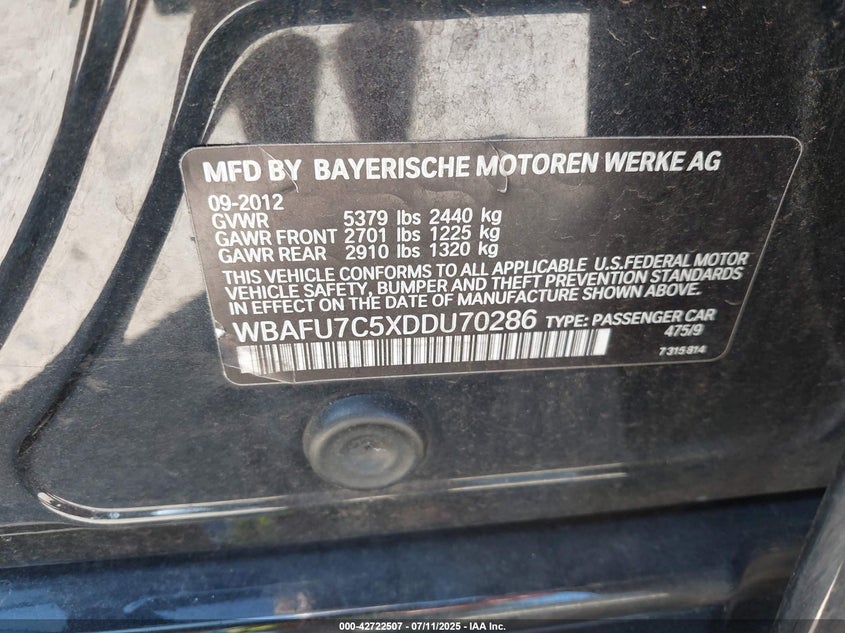 MFD BY BAYERISCHE MOTOREN WERKE AG
09-2012
GVWR 5379 lbs 2440 kg
GAWR FRONT 2701 lbs 1225 kg
GAWR REAR 2910 lbs 1320 kg
THIS VEHICLE CONFORMS TO ALL APPLICABLE U.S.FEDERAL MOTOR
VEHICLE SAFETY, BUMPER AND THEFT PREVENTION STANDARDS
IN EFFECT ON THE DATE OF MANUFACTURE SHOWN ABOVE.
WBAFU7C5XDDU70286 TYPE: PASSENGER CAR
475/9
7315814
000-42722507 / 07/11/2025 - IAA Inc.